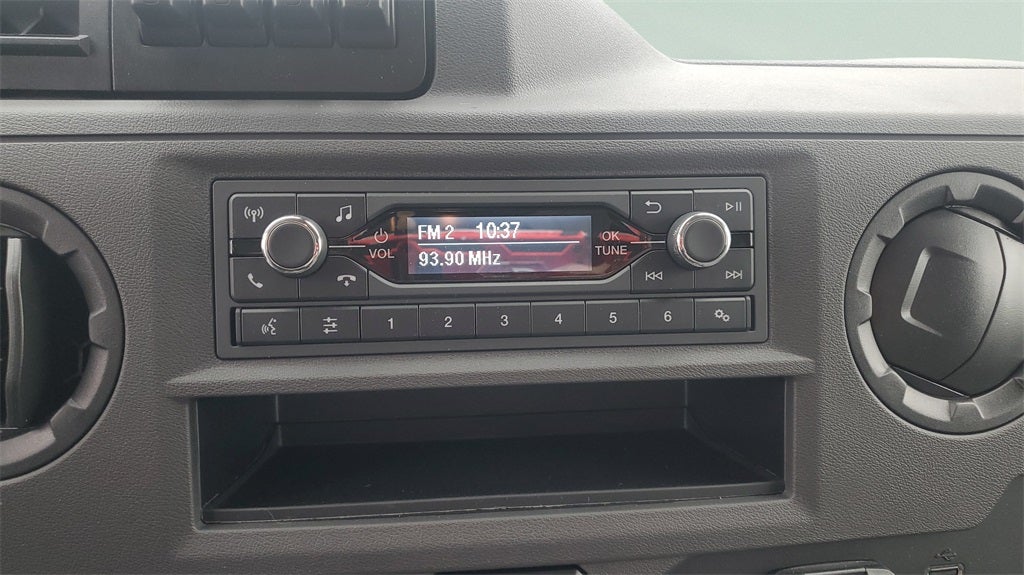 FM 2 10:37
93.90 MHz
VOL
OK
TUNE
1 2 3 4 5 6